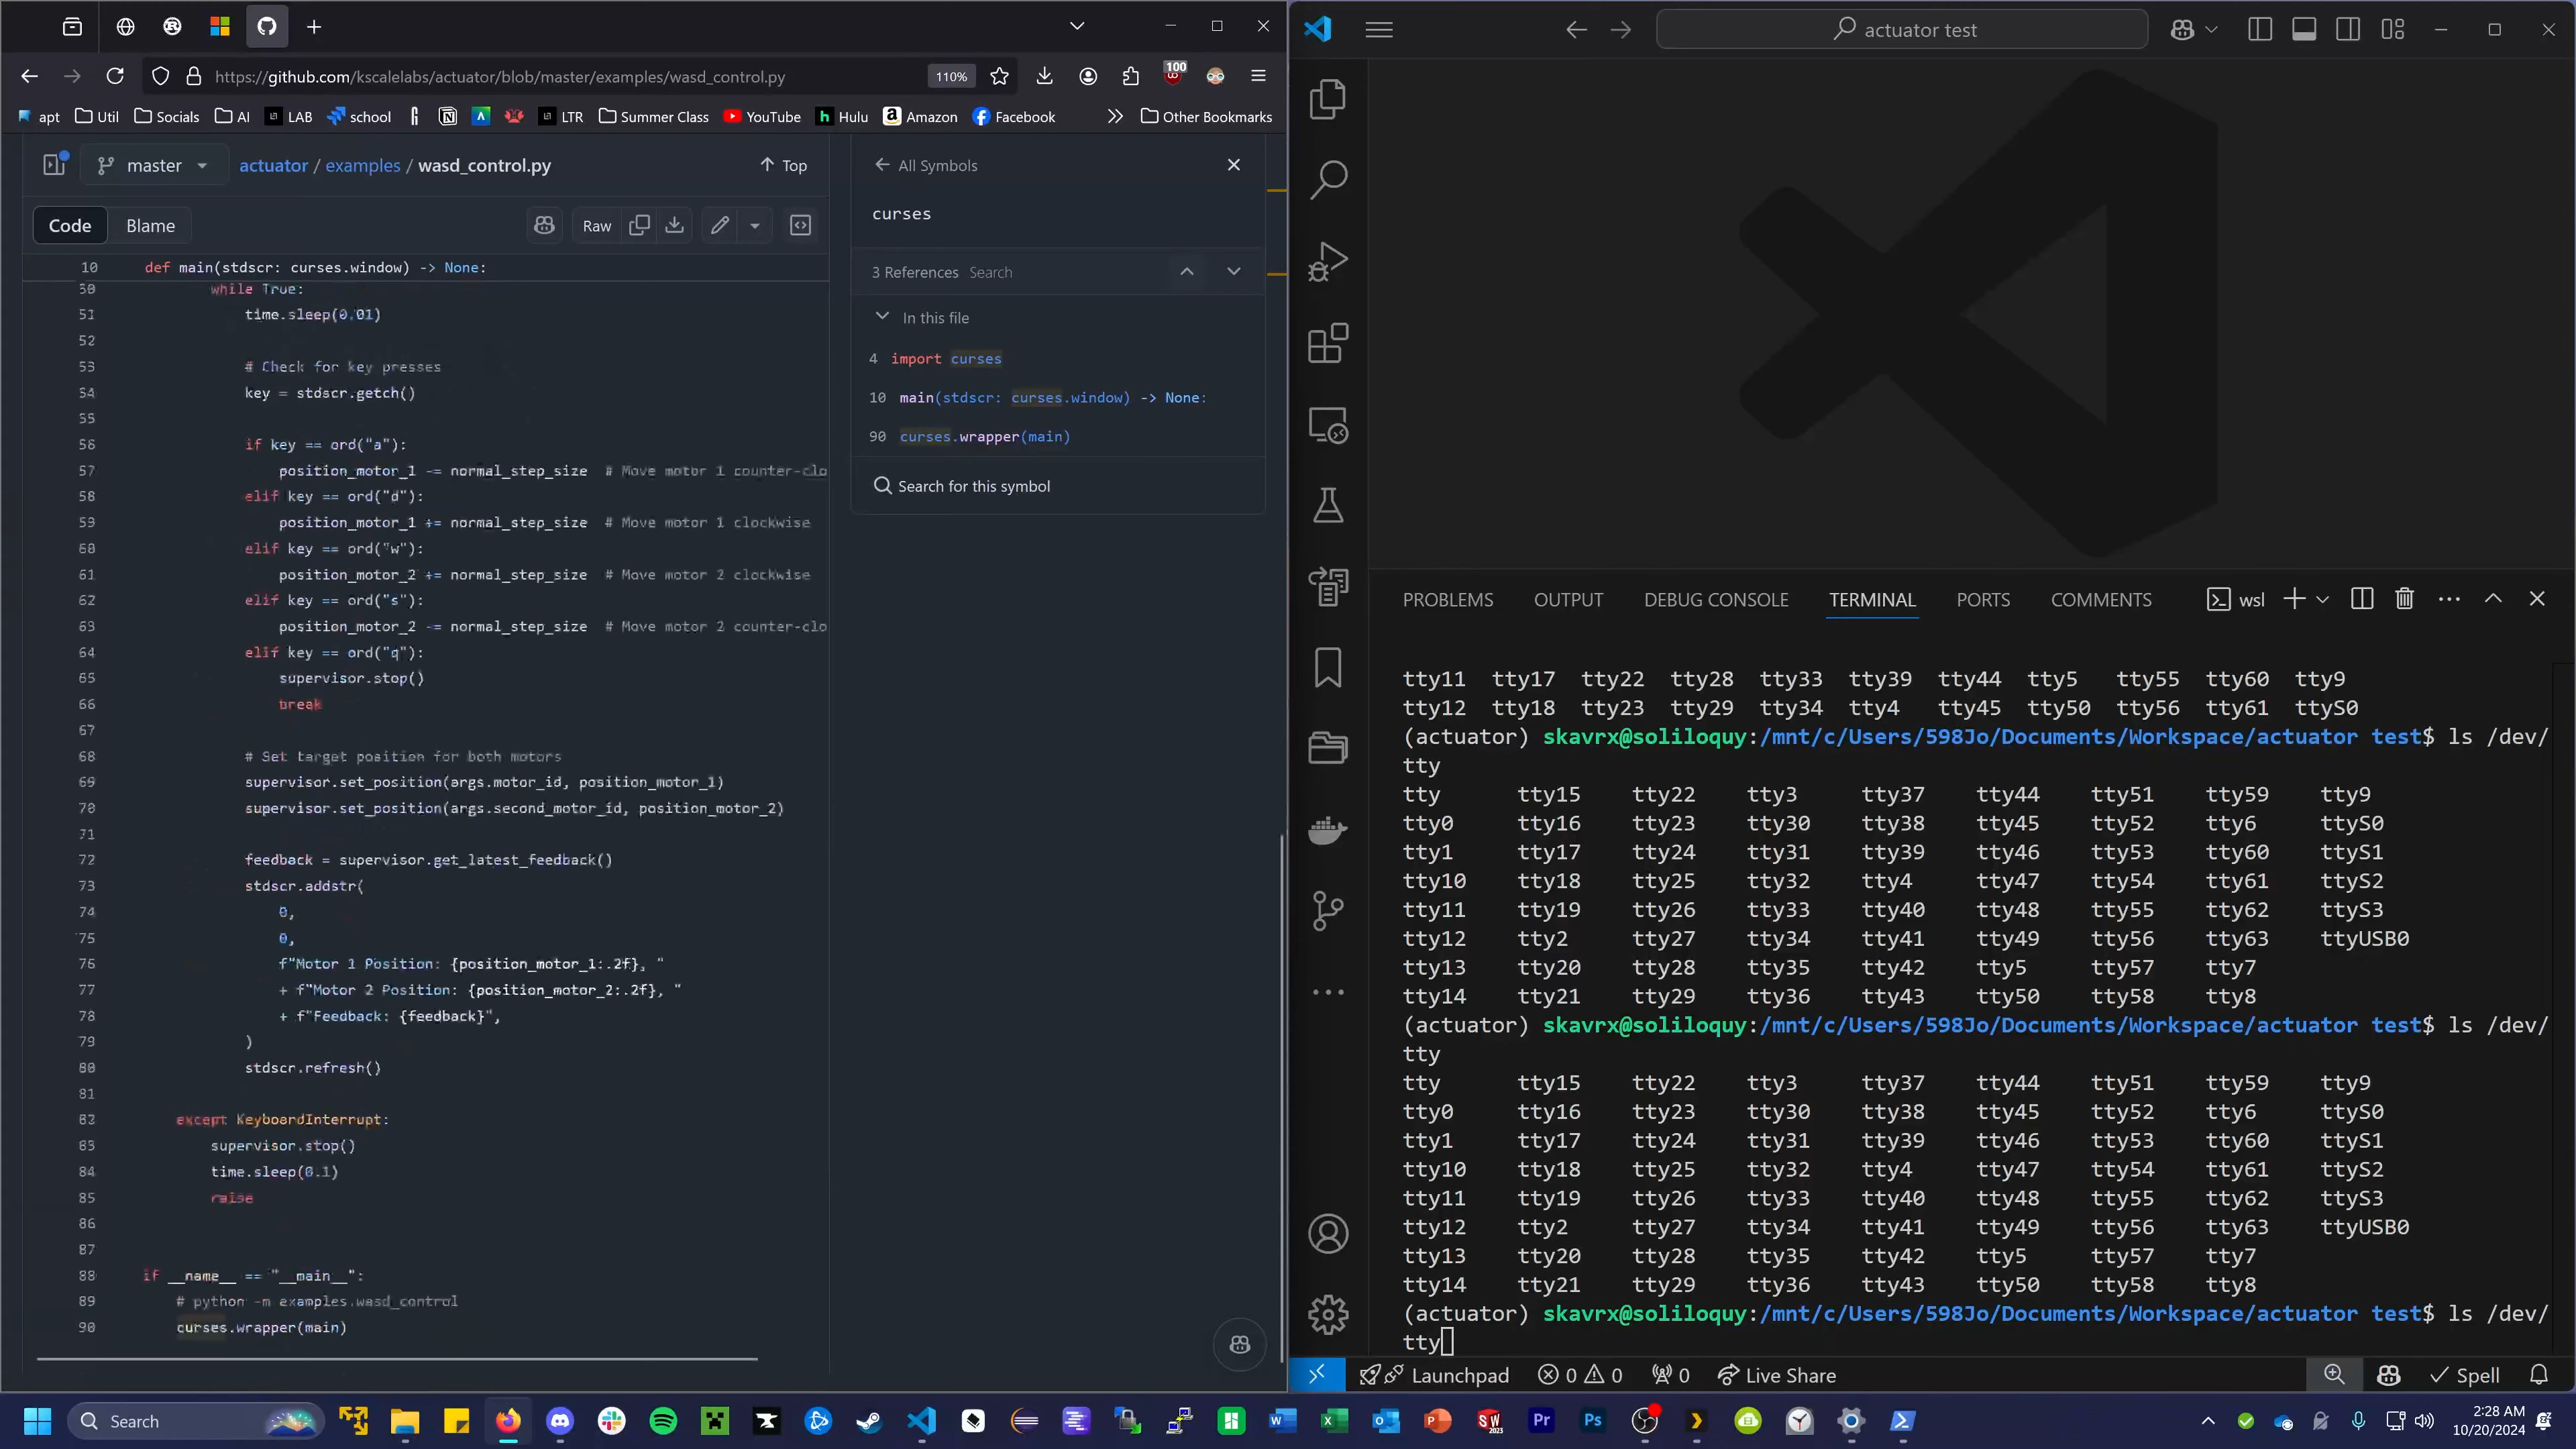 https://github.com/kscalelabs/actuator/blob/master/examples/wasd_control.py
110%
100
apt
Util
Socials
AI
LAB
school
LTR
Summer Class
YouTube
Hulu
Amazon
Facebook
Other Bookmarks
master
actuator / examples / wasd_control.py
Top
Code
Blame
Raw
10 def main(stdscr: curses.window) -> None:
50 while True:
51 time.sleep(0.01)
52
53 # Check for key presses
54 key = stdscr.getch()
55
56 if key == ord("a"):
57 position_motor_1 -= normal_step_size # Move motor 1 counter-clo
58 elif key == ord("d"):
59 position_motor_1 += normal_step_size # Move motor 1 clockwise
60 elif key == ord("w"):
61 position_motor_2 += normal_step_size # Move motor 2 clockwise
62 elif key == ord("s"):
63 position_motor_2 -= normal_step_size # Move motor 2 counter-clo
64 elif key == ord("q"):
65 supervisor.stop()
66 break
67
68 # Set target position for both motors
69 supervisor.set_position(args.motor_id, position_motor_1)
70 supervisor.set_position(args.second_motor_id, position_motor_2)
71
72 feedback = supervisor.get_latest_feedback()
73 stdscr.addstr(
74 0,
75 0,
76 f"Motor 1 Position: {position_motor_1:.2f}, "
77 + f"Motor 2 Position: {position_motor_2:.2f}, "
78 + f"Feedback: {feedback}",
79 )
80 stdscr.refresh()
81
82 except KeyboardInterrupt:
83 supervisor.stop()
84 time.sleep(0.1)
85 raise
86
87
88 if __name__ == "__main__":
89 # python -m examples.wasd_control
90 curses.wrapper(main)
All Symbols
curses
3 References Search
In this file
4 import curses
10 main(stdscr: curses.window) -> None:
90 curses.wrapper(main)
Search for this symbol
actuator test
PROBLEMS
OUTPUT
DEBUG CONSOLE
TERMINAL
PORTS
COMMENTS
wsl
tty11 tty17 tty22 tty28 tty33 tty39 tty44 tty5 tty55 tty60 tty9
tty12 tty18 tty23 tty29 tty34 tty4 tty45 tty50 tty56 tty61 ttyS0
(actuator) skavrx@soliloquy:/mnt/c/Users/598Jo/Documents/Workspace/actuator test$ ls /dev/
tty
tty tty15 tty22 tty3 tty37 tty44 tty51 tty59 tty9
tty0 tty16 tty23 tty30 tty38 tty45 tty52 tty6 ttyS0
tty1 tty17 tty24 tty31 tty39 tty46 tty53 tty60 ttyS1
tty10 tty18 tty25 tty32 tty4 tty47 tty54 tty61 ttyS2
tty11 tty19 tty26 tty33 tty40 tty48 tty55 tty62 ttyS3
tty12 tty2 tty27 tty34 tty41 tty49 tty56 tty63 ttyUSB0
tty13 tty20 tty28 tty35 tty42 tty5 tty57 tty7
tty14 tty21 tty29 tty36 tty43 tty50 tty58 tty8
(actuator) skavrx@soliloquy:/mnt/c/Users/598Jo/Documents/Workspace/actuator test$ ls /dev/
tty
tty tty15 tty22 tty3 tty37 tty44 tty51 tty59 tty9
tty0 tty16 tty23 tty30 tty38 tty45 tty52 tty6 ttyS0
tty1 tty17 tty24 tty31 tty39 tty46 tty53 tty60 ttyS1
tty10 tty18 tty25 tty32 tty4 tty47 tty54 tty61 ttyS2
tty11 tty19 tty26 tty33 tty40 tty48 tty55 tty62 ttyS3
tty12 tty2 tty27 tty34 tty41 tty49 tty56 tty63 ttyUSB0
tty13 tty20 tty28 tty35 tty42 tty5 tty57 tty7
tty14 tty21 tty29 tty36 tty43 tty50 tty58 tty8
(actuator) skavrx@soliloquy:/mnt/c/Users/598Jo/Documents/Workspace/actuator test$ ls /dev/
tty
Launchpad
0
0
0
Live Share
Spell
Search
2:28 AM
10/20/2024